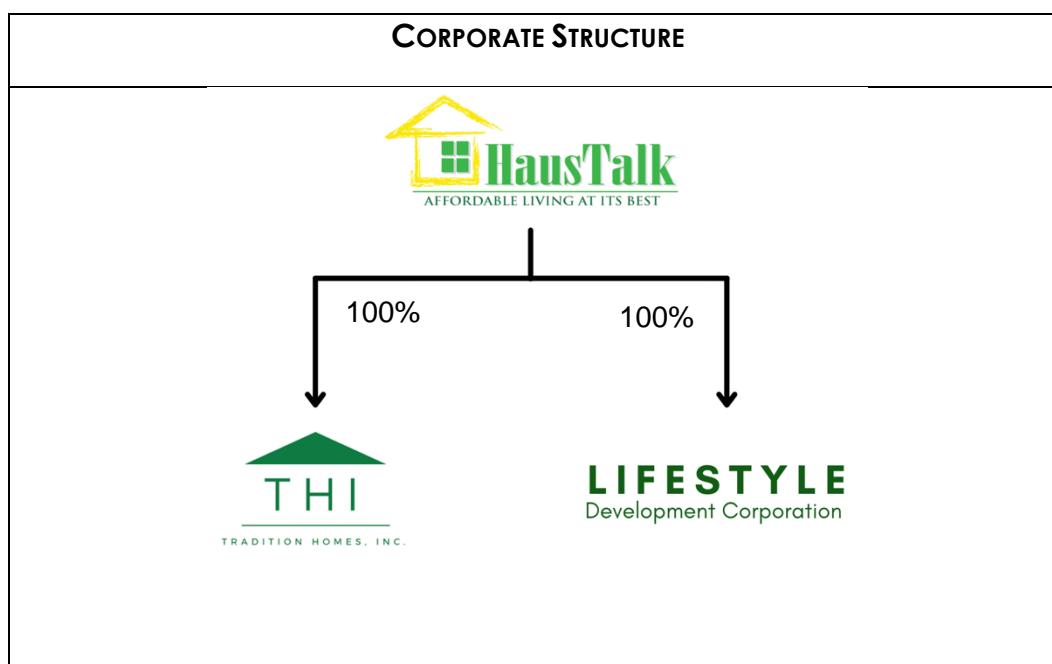 CORPORATE STRUCTURE
HausTalk
AFFORDABLE LIVING AT ITS BEST
100%
100%
THI
TRADITION HOMES, INC.
LIFESTYLE
Development Corporation